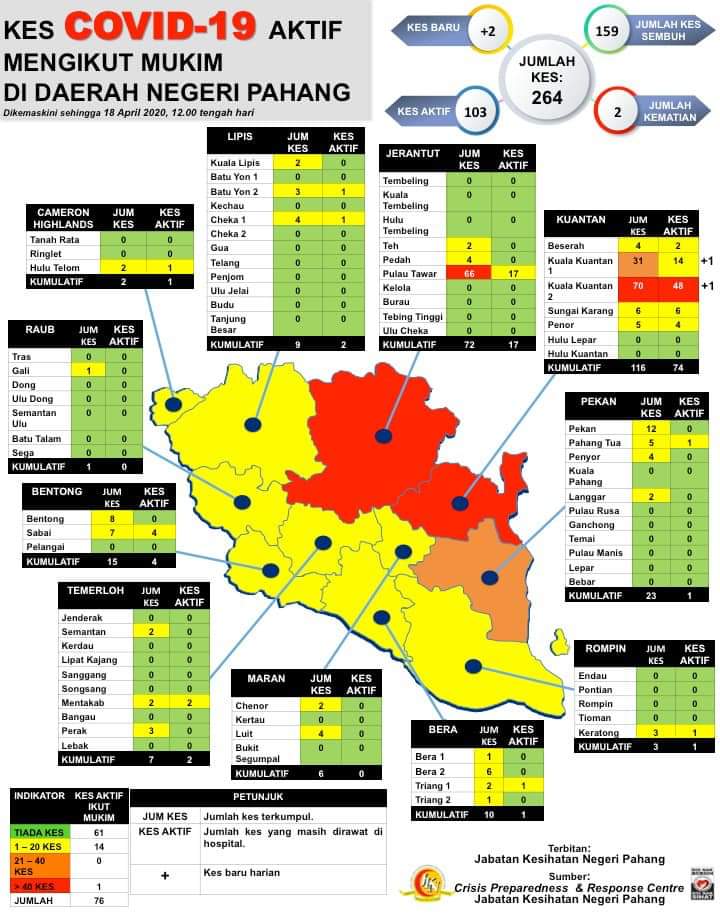 KES COVID-19 AKTIF
MENGIKUT MUKIM
DI DAERAH NEGERI PAHANG
Dikemaskini sehingga 18 April 2020, 12.00 tengah hari
KES BARU +2
159 JUMLAH KES SEMBUH
JUMLAH KES: 264
KES AKTIF 103
2 JUMLAH KEMATIAN
LIPIS JUM KES KES AKTIF
Kuala Lipis 2 0
Batu Yon 1 0 0
Batu Yon 2 3 1
Kechau 0 0
Cheka 1 4 1
Cheka 2 0 0
Gua 0 0
Telang 0 0
Penjom 0 0
Ulu Jelai 0 0
Budu 0 0
Tanjung Besar 0 0
KUMULATIF 9 2
JERANTUT JUM KES KES AKTIF
Tembeling 0 0
Kuala Tembeling 0 0
Hulu Tembeling 0 0
Teh 2 0
Pedah 4 0
Pulau Tawar 66 17
Kelola 0 0
Burau 0 0
Tebing Tinggi 0 0
Ulu Cheka 0 0
KUMULATIF 72 17
CAMERON HIGHLANDS JUM KES KES AKTIF
Tanah Rata 0 0
Ringlet 0 0
Hulu Telom 2 1
KUMULATIF 2 1
KUANTAN JUM KES KES AKTIF
Beserah 4 2
Kuala Kuantan 1 31 14 +1
Kuala Kuantan 2 70 48 +1
Sungai Karang 6 6
Penor 5 4
Hulu Lepar 0 0
Hulu Kuantan 0 0
KUMULATIF 116 74
RAUB JUM KES KES AKTIF
Tras 0 0
Gali 1 0
Dong 0 0
Ulu Dong 0 0
Semantan Ulu 0 0
Batu Talam 0 0
Sega 0 0
KUMULATIF 1 0
PEKAN JUM KES KES AKTIF
Pekan 12 0
Pahang Tua 5 1
Penyor 4 0
Kuala Pahang 0 0
Langgar 2 0
Pulau Rusa 0 0
Ganchong 0 0
Temai 0 0
Pulau Manis 0 0
Lepar 0 0
Bebar 0 0
KUMULATIF 23 1
BENTONG JUM KES KES AKTIF
Bentong 8 0
Sabai 7 4
Pelangai 0 0
KUMULATIF 15 4
TEMERLOH JUM KES KES AKTIF
Jenderak 0 0
Semantan 2 0
Kerdau 0 0
Lipat Kajang 0 0
Sanggang 0 0
Songsang 0 0
Mentakab 2 2
Bangau 0 0
Perak 3 0
Lebak 0 0
KUMULATIF 7 2
MARAN JUM KES KES AKTIF
Chenor 2 0
Kertau 0 0
Luit 4 0
Bukit Segumpal 0 0
KUMULATIF 6 0
ROMPIN JUM KES KES AKTIF
Endau 0 0
Pontian 0 0
Rompin 0 0
Tioman 0 0
Keratong 3 1
KUMULATIF 3 1
BERA JUM KES KES AKTIF
Bera 1 1 0
Bera 2 6 0
Triang 1 2 1
Triang 2 1 0
KUMULATIF 10 1
INDIKATOR KES AKTIF IKUT MUKIM
TIADA KES 61
1 – 20 KES 14
21 – 40 KES 0
> 40 KES 1
JUMLAH 76
PETUNJUK
JUM KES Jumlah kes terkumpul.
KES AKTIF Jumlah kes yang masih dirawat di hospital.
+ Kes baru harian
Terbitan:
Jabatan Kesihatan Negeri Pahang
Sumber:
Crisis Preparedness & Response Centre
Jabatan Kesihatan Negeri Pahang